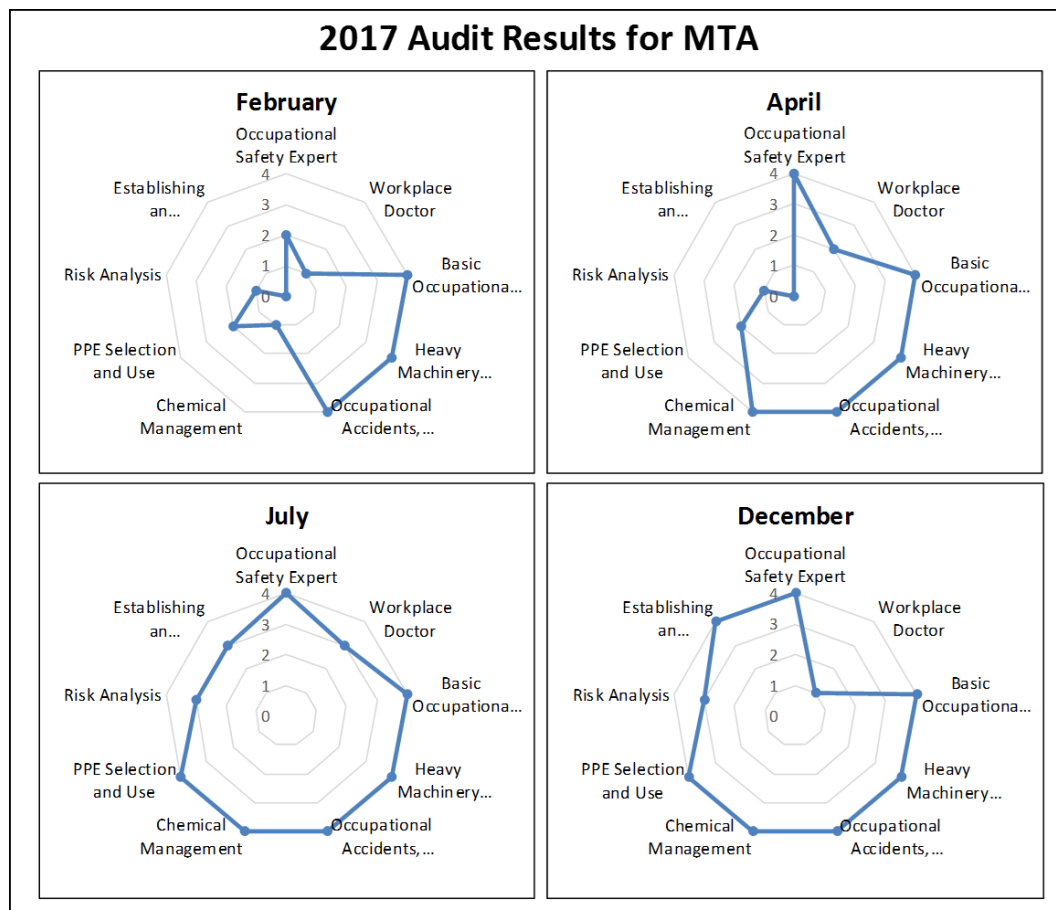 2017 Audit Results for MTA
February
Occupational
Safety Expert
Workplace
Doctor
Basic
Occupationa...
Heavy
Machinery...
Occupational
Accidents,...
Chemical
Management
PPE Selection
and Use
Risk Analysis
Establishing
an...
4
3
2
1
0
April
Occupational
Safety Expert
Workplace
Doctor
Basic
Occupationa...
Heavy
Machinery...
Occupational
Accidents,...
Chemical
Management
PPE Selection
and Use
Risk Analysis
Establishing
an...
4
3
2
1
0
July
Occupational
Safety Expert
Workplace
Doctor
Basic
Occupationa...
Heavy
Machinery...
Occupational
Accidents,...
Chemical
Management
PPE Selection
and Use
Risk Analysis
Establishing
an...
4
3
2
1
0
December
Occupational
Safety Expert
Workplace
Doctor
Basic
Occupationa...
Heavy
Machinery...
Occupational
Accidents,...
Chemical
Management
PPE Selection
and Use
Risk Analysis
Establishing
an...
4
3
2
1
0